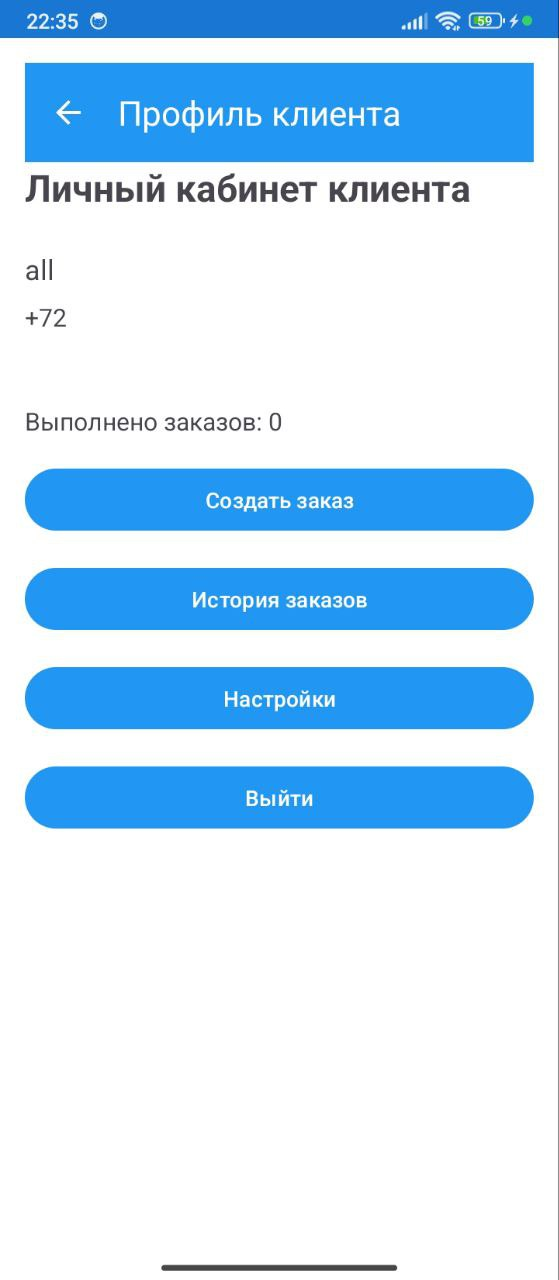 22:35
59
Профиль клиента
Личный кабинет клиента
all
+72
Выполнено заказов: 0
Создать заказ
История заказов
Настройки
Выйти